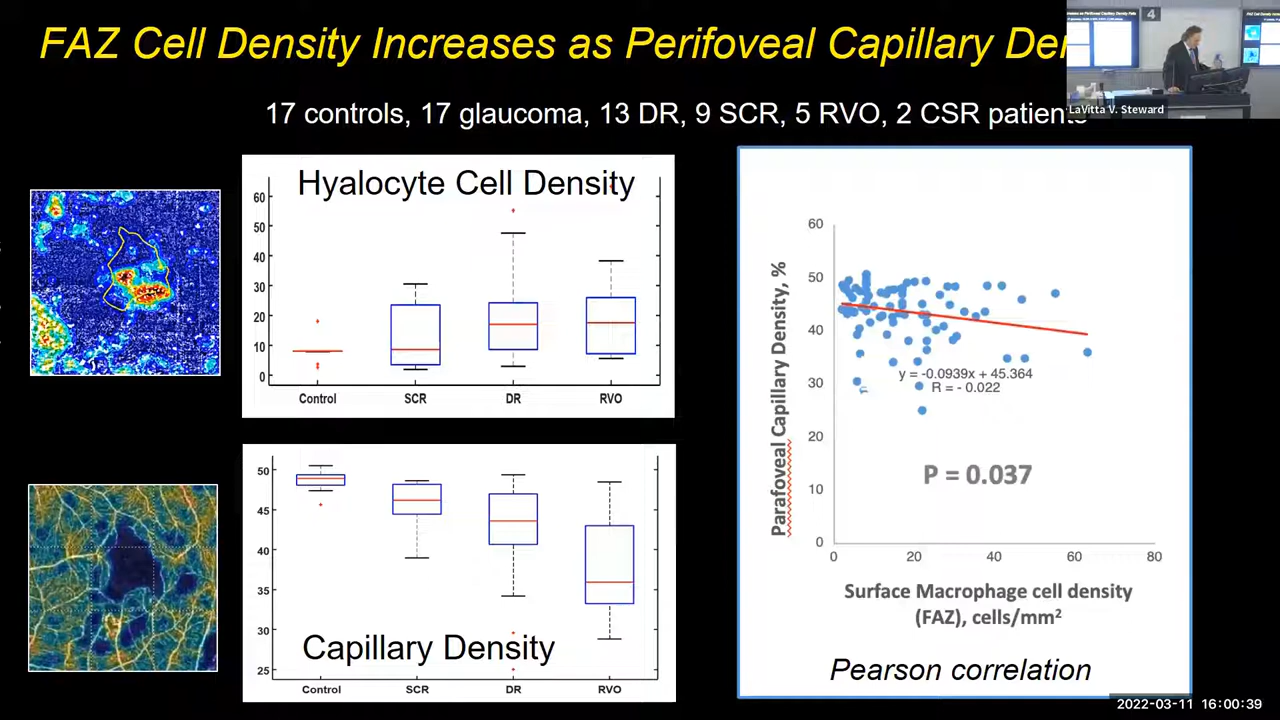 FAZ Cell Density Increases as Perifoveal Capillary De
4
LaVitta V. Steward
17 controls, 17 glaucoma, 13 DR, 9 SCR, 5 RVO, 2 CSR patients
Hyalocyte Cell Density
60
50
40
30
20
10
0
Control SCR DR RVO
50
45
40
35
30
25
Capillary Density
Control SCR DR RVO
Parafoveal Capillary Density, %
60
50
40
30
20
10
0
y = -0.0939x + 45.364
R = - 0.022
P = 0.037
0 20 40 60 80
Surface Macrophage cell density
(FAZ), cells/mm²
Pearson correlation
2022-03-11 16:00:39